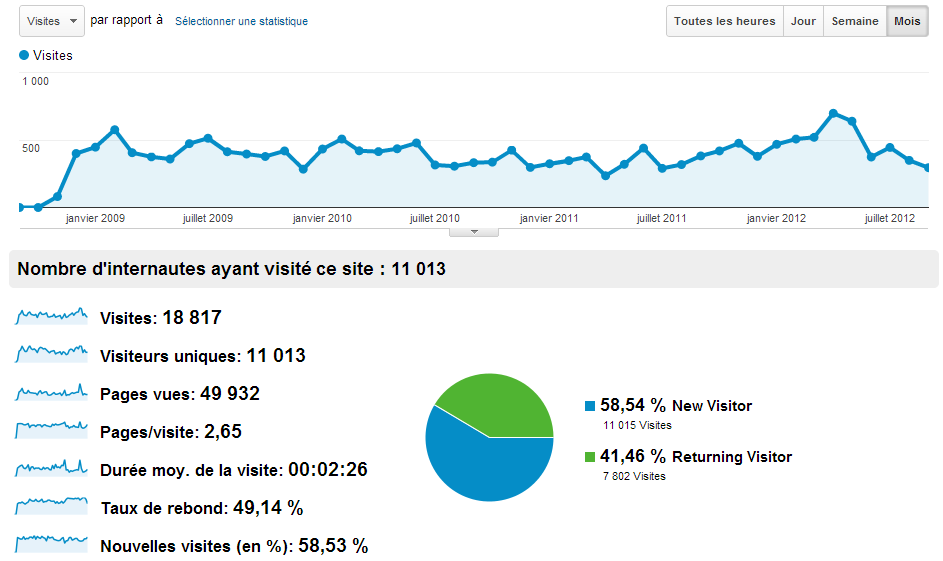 Visites par rapport à Sélectionner une statistique Toutes les heures Jour Semaine Mois
Visites
1 000
500
janvier 2009 juillet 2009 janvier 2010 juillet 2010 janvier 2011 juillet 2011 janvier 2012 juillet 2012
Nombre d'internautes ayant visité ce site : 11 013
Visites: 18 817
Visiteurs uniques: 11 013
Pages vues: 49 932
Pages/visite: 2,65
Durée moy. de la visite: 00:02:26
Taux de rebond: 49,14 %
Nouvelles visites (en %): 58,53 %
58,54 % New Visitor
11 015 Visites
41,46 % Returning Visitor
7 802 Visites